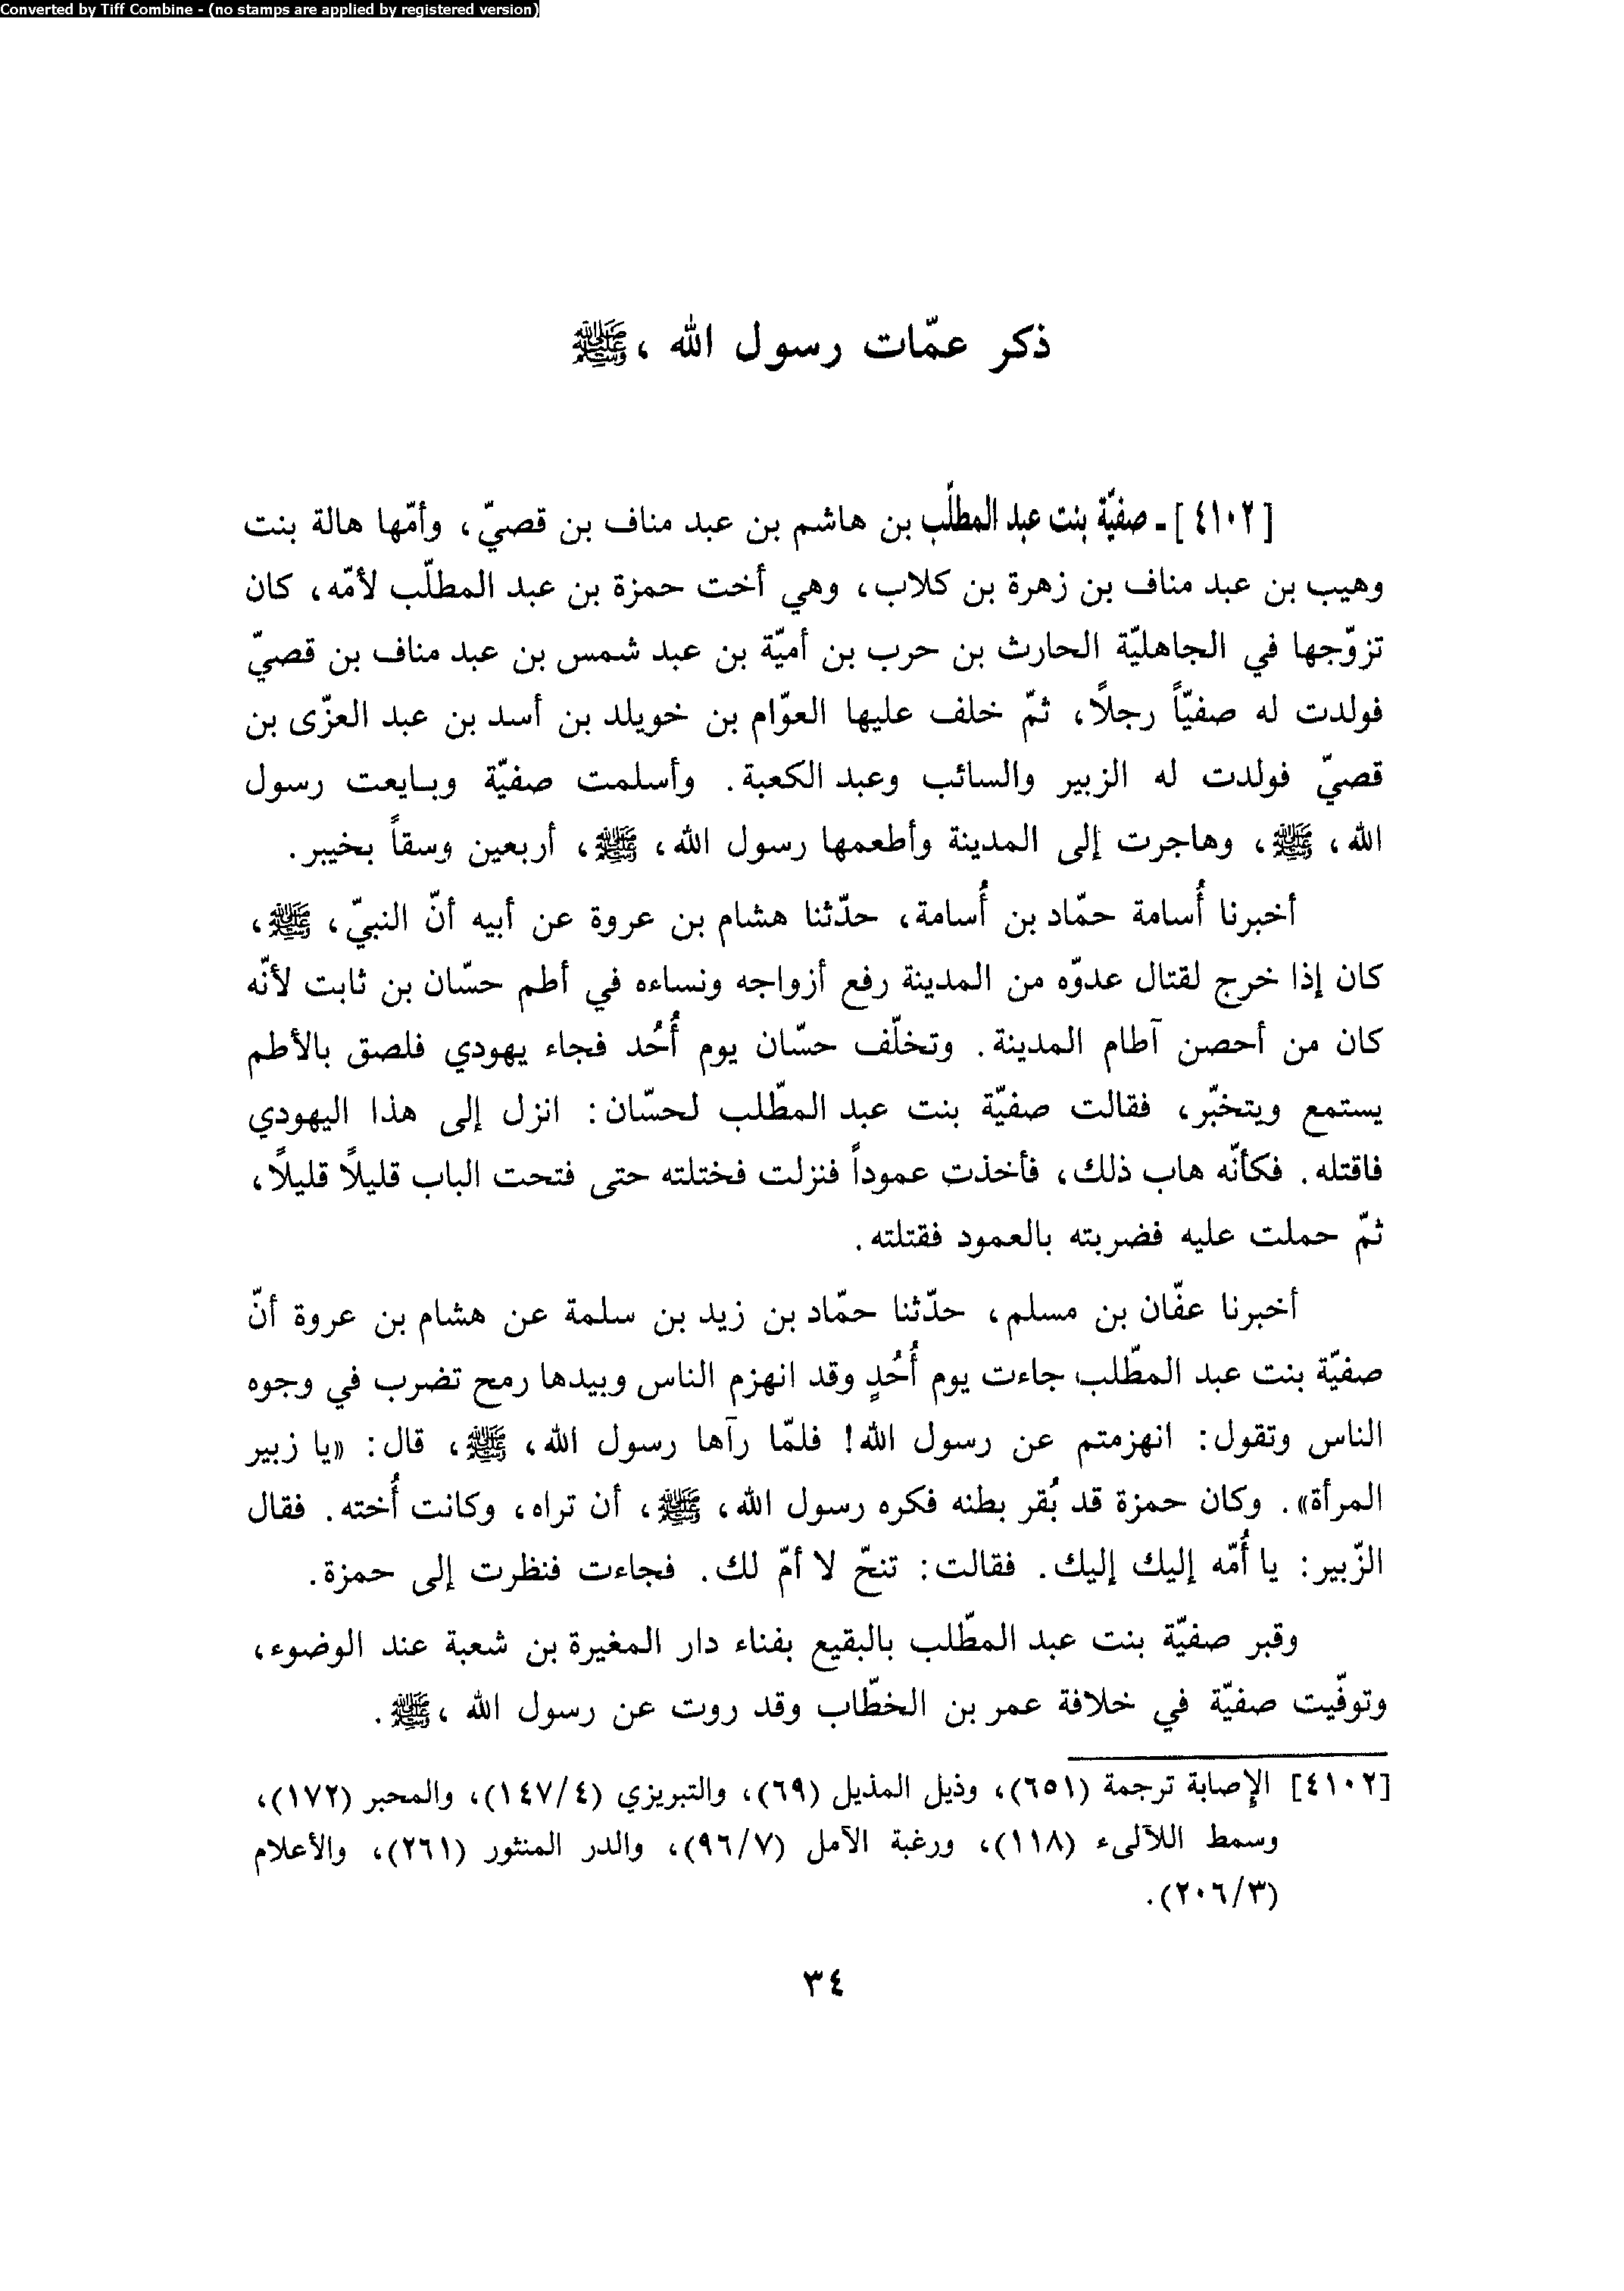 Converted by Tiff Combine - (no stamps are applied by registered version)
ذكر عمّات رسول الله ، ﷺ
[٤١٠٢] ـ صفيّة بنت عبد المطلّب بن هاشم بن عبد مناف بن قصيّ، وأمّها هالة بنت
وهيب بن عبد مناف بن زهرة بن كلاب، وهي أخت حمزة بن عبد المطلّب لأمّه، كان
تزوّجها في الجاهليّة الحارث بن حرب بن أميّة بن عبد شمس بن عبد مناف بن قصيّ
فولدت له صفيّاً رجلًا، ثمّ خلف عليها العوّام بن خويلد بن أسد بن عبد العزّى بن
قصيّ فولدت له الزبير والسائب وعبد الكعبة. وأسلمت صفيّة وبايعت رسول
الله، ﷺ، وهاجرت إلى المدينة وأطعمها رسول الله، ﷺ، أربعين وسقاً بخيبر.
أخبرنا أُسامة حمّاد بن أُسامة، حدّثنا هشام بن عروة عن أبيه أنّ النبيّ، ﷺ،
كان إذا خرج لقتال عدوّه من المدينة رفع أزواجه ونساءه في أطم حسّان بن ثابت لأنّه
كان من أحصن آطام المدينة. وتخلّف حسّان يوم أُحُد فجاء يهودي فلصق بالأطم
يستمع ويتخبّر، فقالت صفيّة بنت عبد المطّلب لحسّان: انزل إلى هذا اليهودي
فاقتله. فكأنّه هاب ذلك، فأخذت عموداً فنزلت فختلته حتى فتحت الباب قليلًا قليلًا،
ثمّ حملت عليه فضربته بالعمود فقتلته.
أخبرنا عفّان بن مسلم، حدّثنا حمّاد بن زيد بن سلمة عن هشام بن عروة أنّ
صفيّة بنت عبد المطّلب جاءت يوم أُحُدٍ وقد انهزم الناس وبيدها رمح تضرب في وجوه
الناس وتقول: انهزمتم عن رسول الله! فلمّا رآها رسول الله، ﷺ، قال: «يا زبير
المرأة». وكان حمزة قد بُقر بطنه فكره رسول الله، ﷺ، أن تراه، وكانت أُخته. فقال
الزّبير: يا أُمّه إليك إليك. فقالت: تنحّ لا أمّ لك. فجاءت فنظرت إلى حمزة.
وقبر صفيّة بنت عبد المطّلب بالبقيع بفناء دار المغيرة بن شعبة عند الوضوء،
وتوفّيت صفيّة في خلافة عمر بن الخطّاب وقد روت عن رسول الله ، ﷺ.
[٤١٠٢] الإصابة ترجمة (٦٥١)، وذيل المذيل (٦٩)، والتبريزي (١٤٧/٤)، والمحبر (١٧٢)،
وسمط اللآلىء (١١٨)، ورغبة الآمل (٩٦/٧)، والدر المنثور (٢٦١)، والأعلام
(٢٠٦/٣).
٣٤